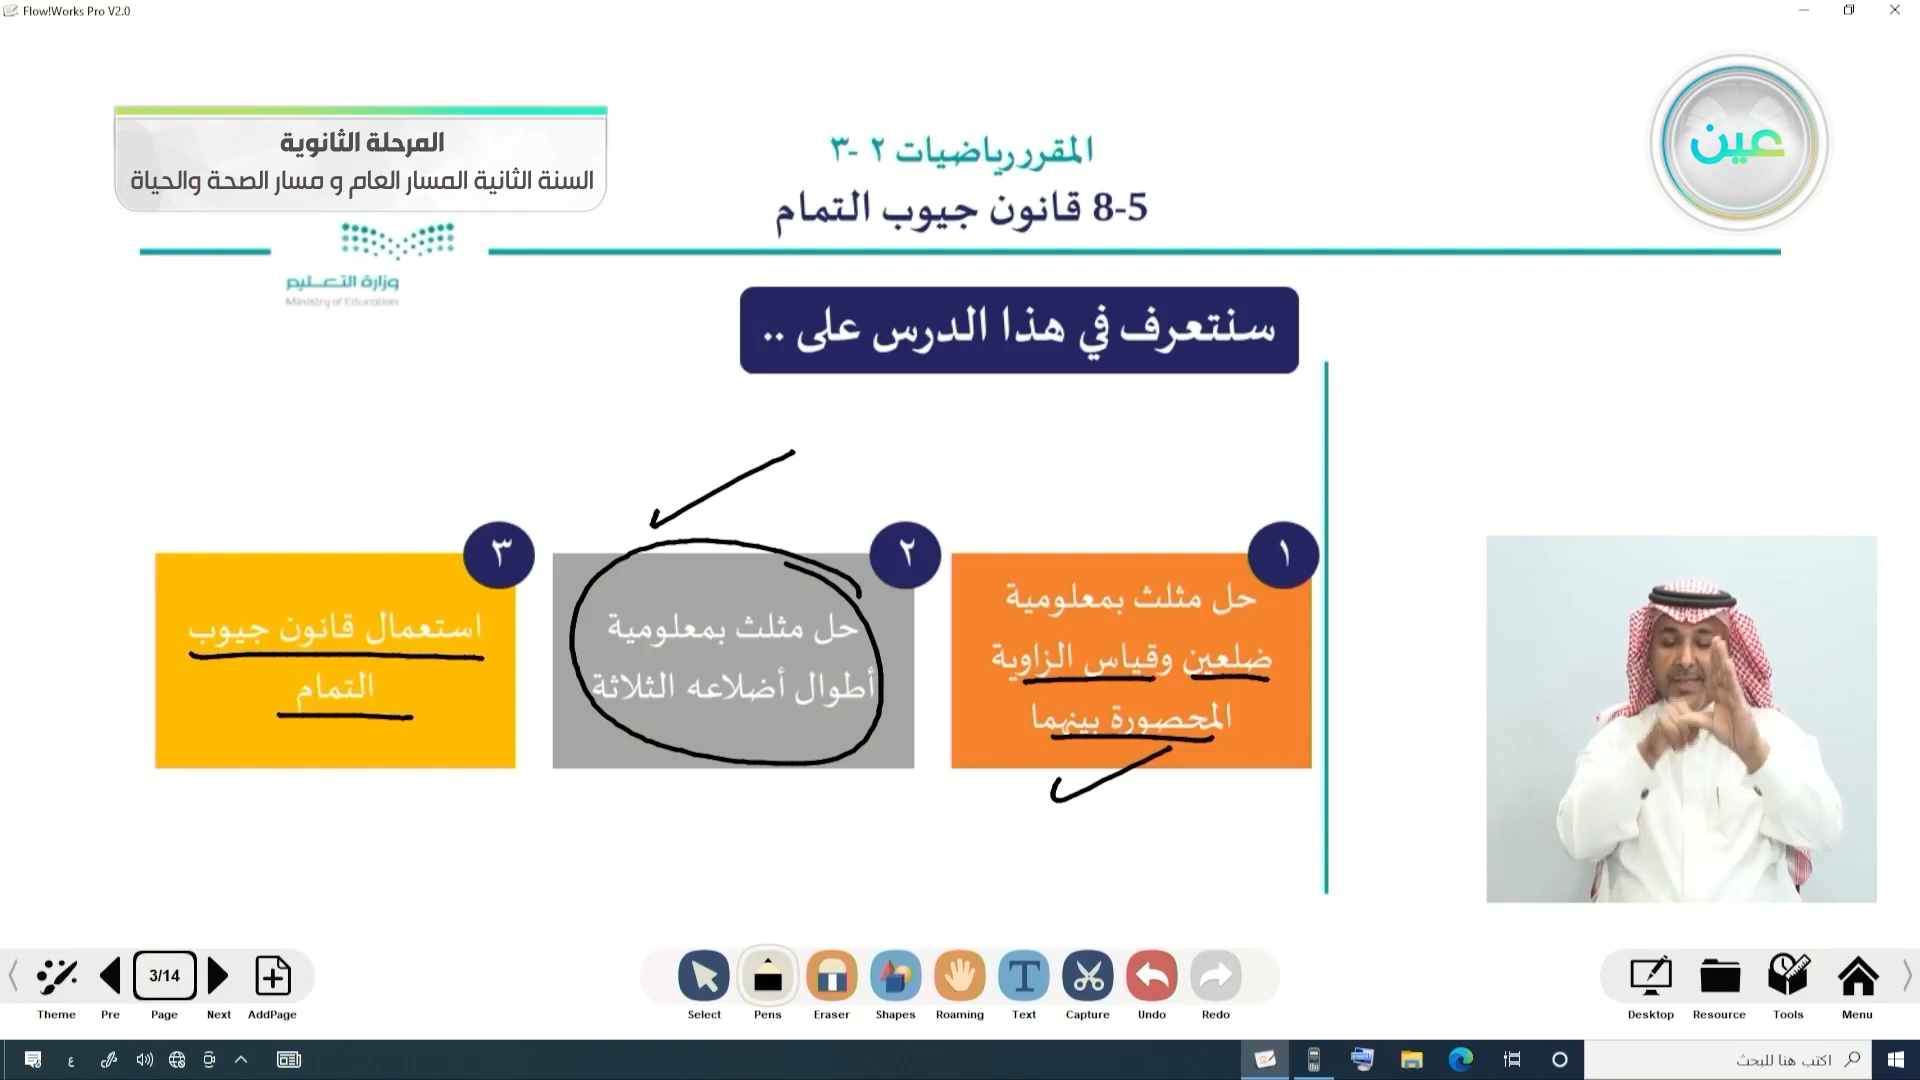 Flow!Works Pro V2.0
المرحلة الثانوية
السنة الثانية المسار العام و مسار الصحة والحياة
المقرر رياضيات ٢ -٣
8-5 قانون جيوب التمام
عين
وزارة التعليم
Ministry of Education
سنتعرف في هذا الدرس على ..
١
حل مثلث بمعلومية
ضلعين وقياس الزاوية
المحصورة بينهما
٢
حل مثلث بمعلومية
أطوال أضلاعه الثلاثة
٣
استعمال قانون جيوب
التمام
3/14
Theme Pre Page Next AddPage
Select Pens Eraser Shapes Roaming Text Capture Undo Redo
Desktop Resource Tools Menu
ع
اكتب هنا للبحث